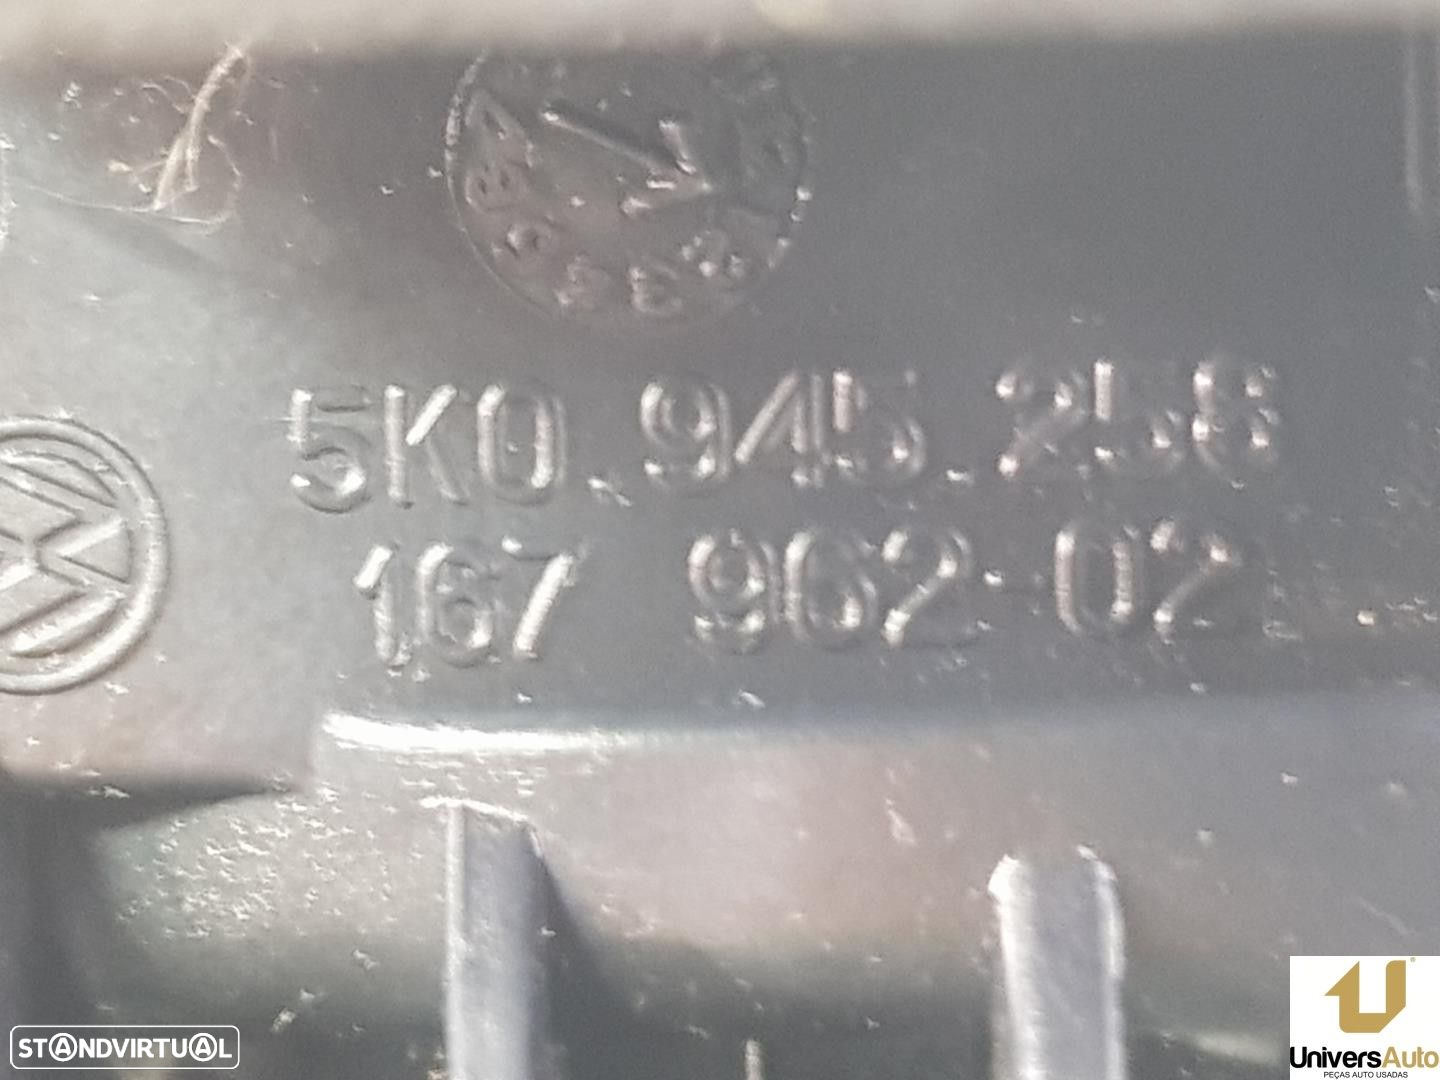 5K0.945.258
167 962-02
STANDVIRTUAL
UniversAuto
PEÇAS AUTO USADAS